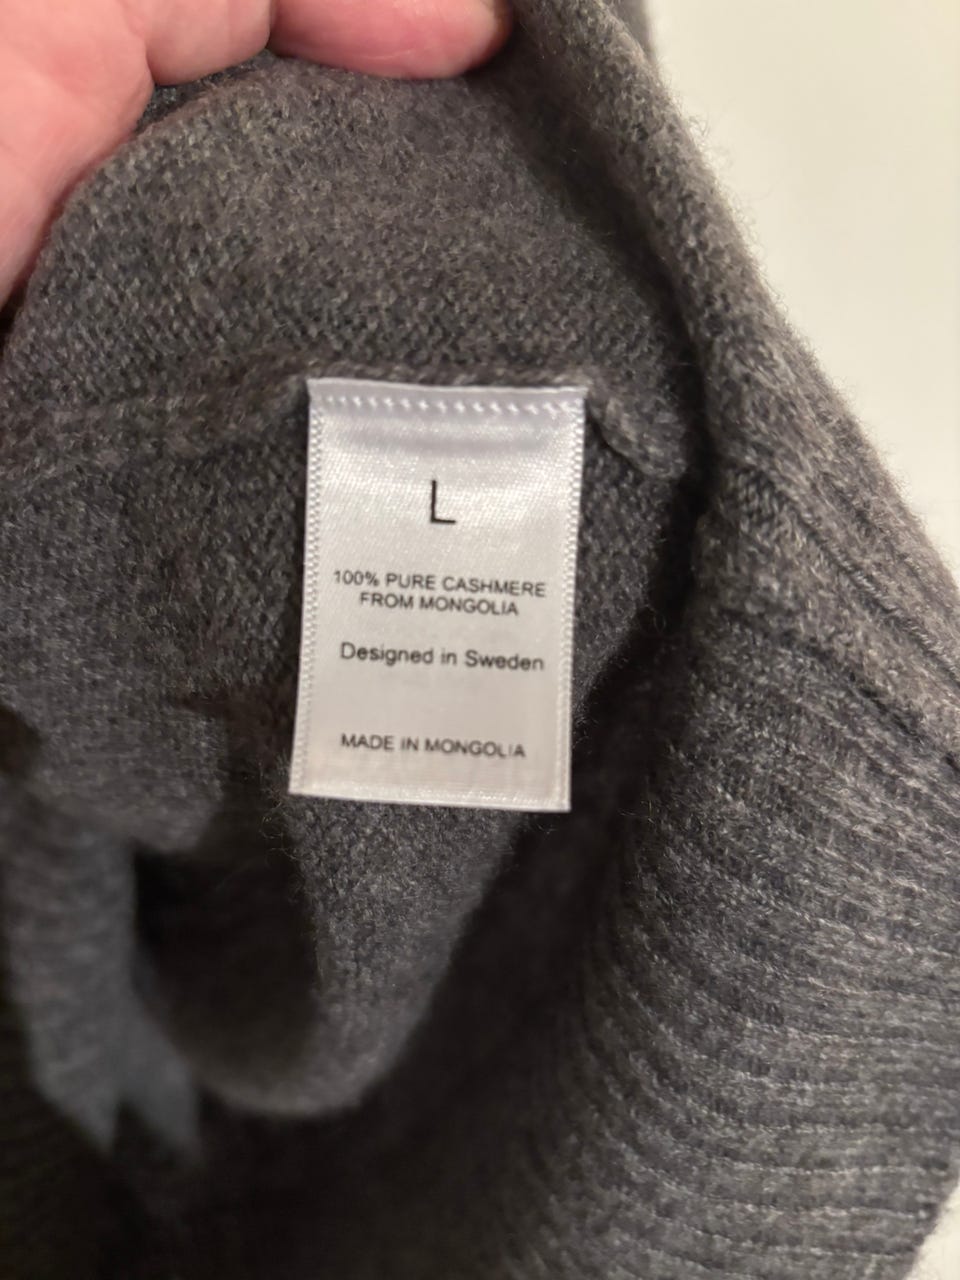 L
100% PURE CASHMERE
FROM MONGOLIA
Designed in Sweden
MADE IN MONGOLIA